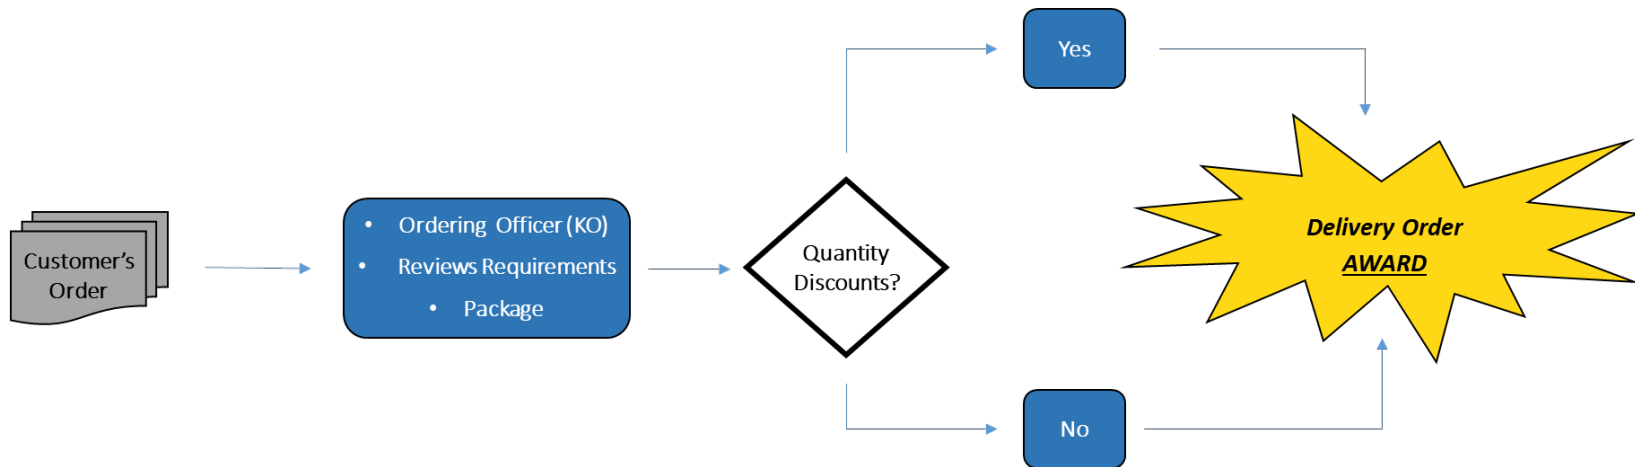 Customer's
Order
• Ordering Officer (KO)
• Reviews Requirements
• Package
Quantity
Discounts?
Yes
No
Delivery Order
AWARD